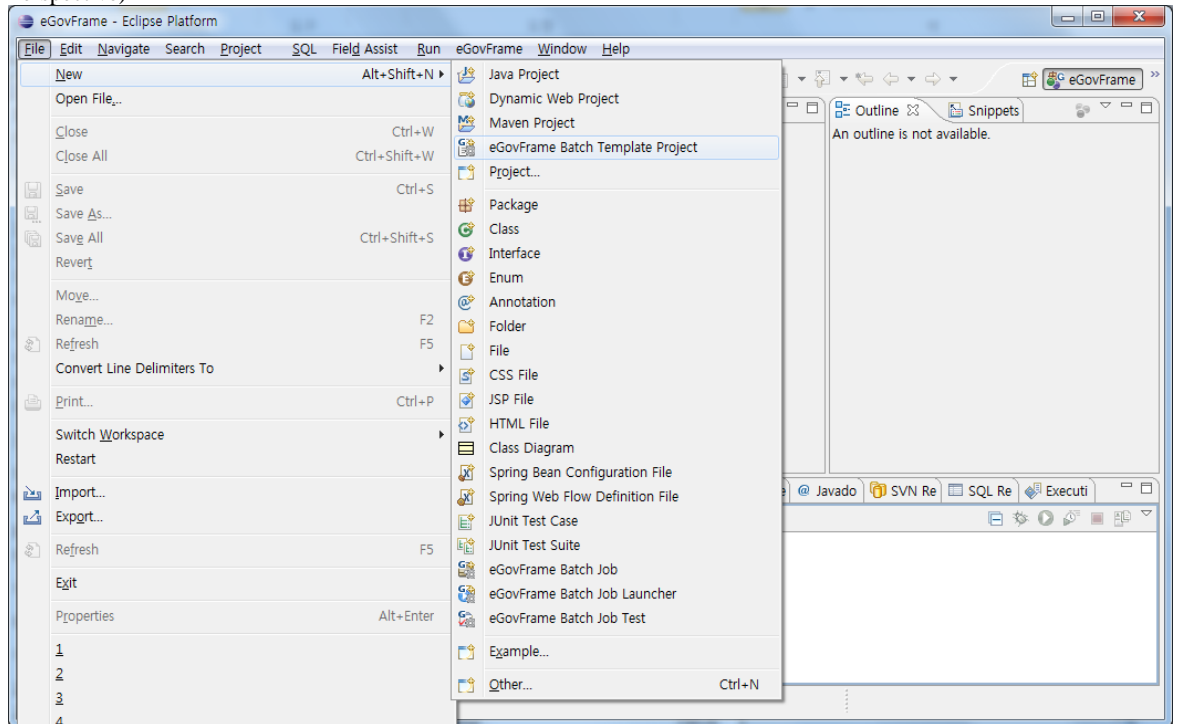 eGovFrame - Eclipse Platform
File Edit Navigate Search Project SQL Field Assist Run eGovFrame Window Help
New Alt+Shift+N
Open File...
Close Ctrl+W
Close All Ctrl+Shift+W
Save Ctrl+S
Save As...
Save All Ctrl+Shift+S
Revert
Move...
Rename... F2
Refresh F5
Convert Line Delimiters To
Print... Ctrl+P
Switch Workspace
Restart
Import...
Export...
Refresh F5
Exit
Properties Alt+Enter
1
2
3
4
Java Project
Dynamic Web Project
Maven Project
eGovFrame Batch Template Project
Project...
Package
Class
Interface
Enum
Annotation
Folder
File
CSS File
JSP File
HTML File
Class Diagram
Spring Bean Configuration File
Spring Web Flow Definition File
JUnit Test Case
JUnit Test Suite
eGovFrame Batch Job
eGovFrame Batch Job Launcher
eGovFrame Batch Job Test
Example...
Other... Ctrl+N
eGovFrame
Outline Snippets
An outline is not available.
Javado SVN Re SQL Re Executi